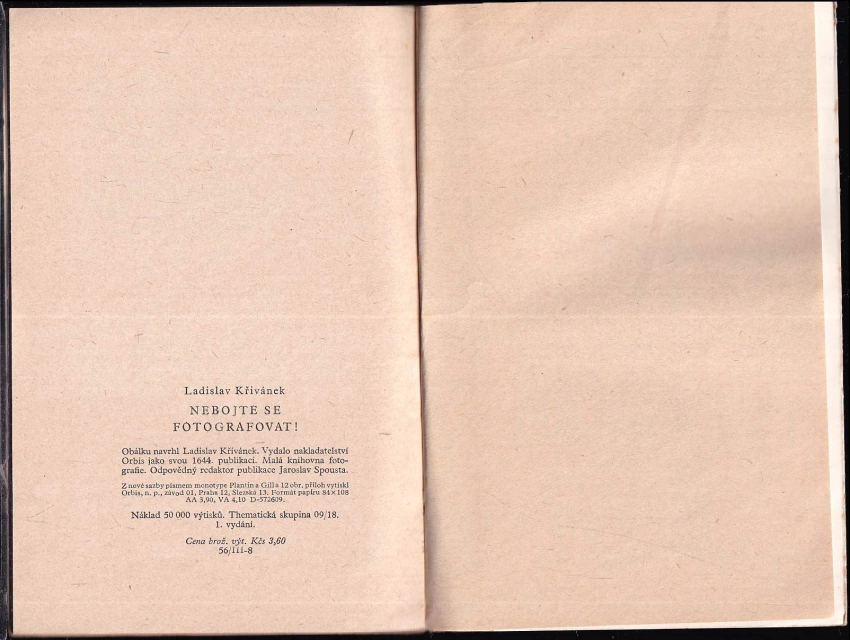 Ladislav Křivánek
NEBOJTE SE
FOTOGRAFOVAT!
Obálku navrhl Ladislav Křivánek. Vydalo nakladatelství
Orbis jako svou 1644. publikaci. Malá knihovna foto-
grafie. Odpovědný redaktor publikace Jaroslav Spousta.
Z nové sazby písmem monotype Plantin a Gill a 12 obr. příloh vytiskl
Orbis, n. p., závod 01, Praha 12, Slezská 13. Formát papíru 84×108
AA 3,90, VA 4,10 D-572609.
Náklad 50 000 výtisků. Thematická skupina 09/18.
1. vydání.
Cena brož. výt. Kčs 3,60
56/III-8